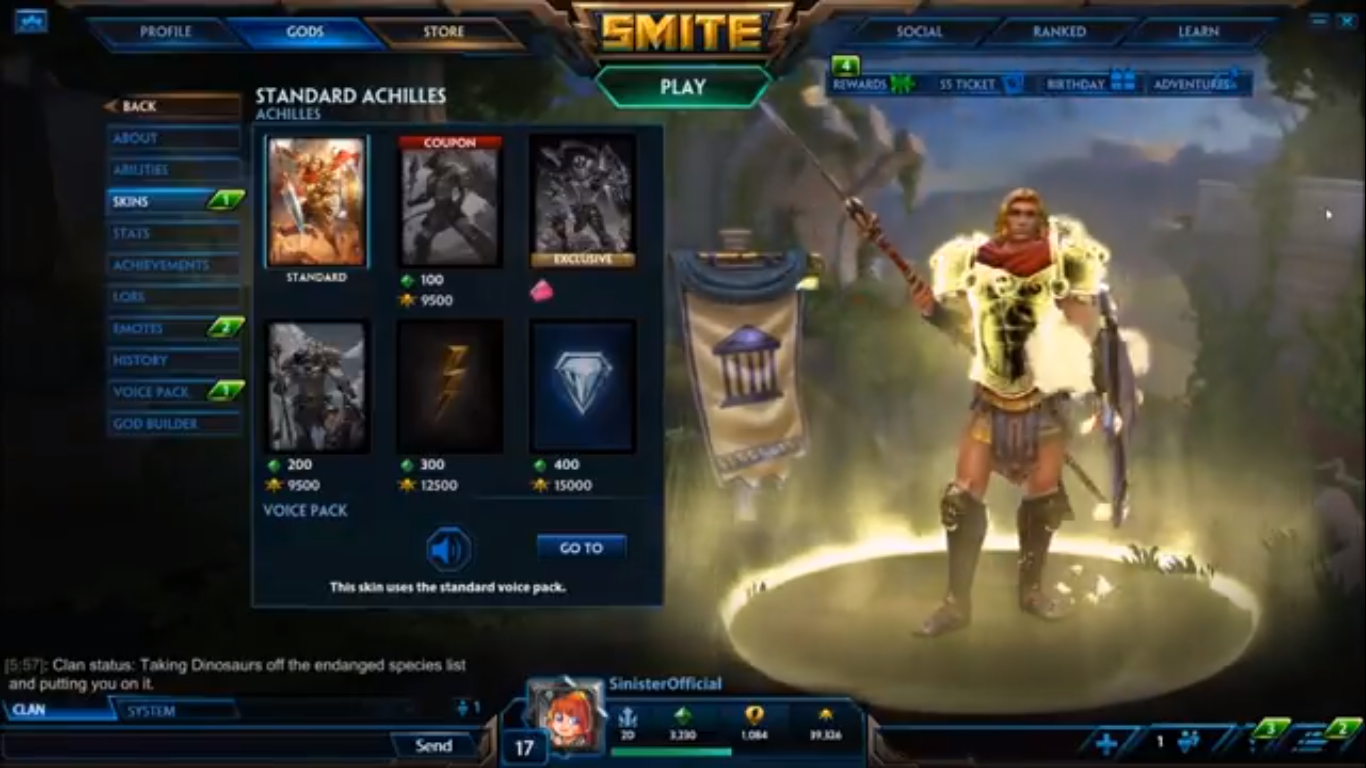 PROFILE
GODS
STORE
SMITE
SOCIAL
RANKED
LEARN
PLAY
4
REWARDS
S5 TICKET
BIRTHDAY
ADVENTURES
BACK
STANDARD ACHILLES
ACHILLES
ABOUT
ABILITIES
SKINS 1
STATS
ACHIEVEMENTS
LORE
EMOTES 2
HISTORY
VOICE PACK 1
GOD BUILDER
STANDARD
COUPON
100
9500
EXCLUSIVE
200
9500
300
12500
400
15000
VOICE PACK
GO TO
This skin uses the standard voice pack.
[5:57]: Clan status: Taking Dinosaurs off the endanged species list
and putting you on it.
CLAN
SYSTEM
1
Send
SinisterOfficial
17
20
3,230
1,084
39,326
1
3
2